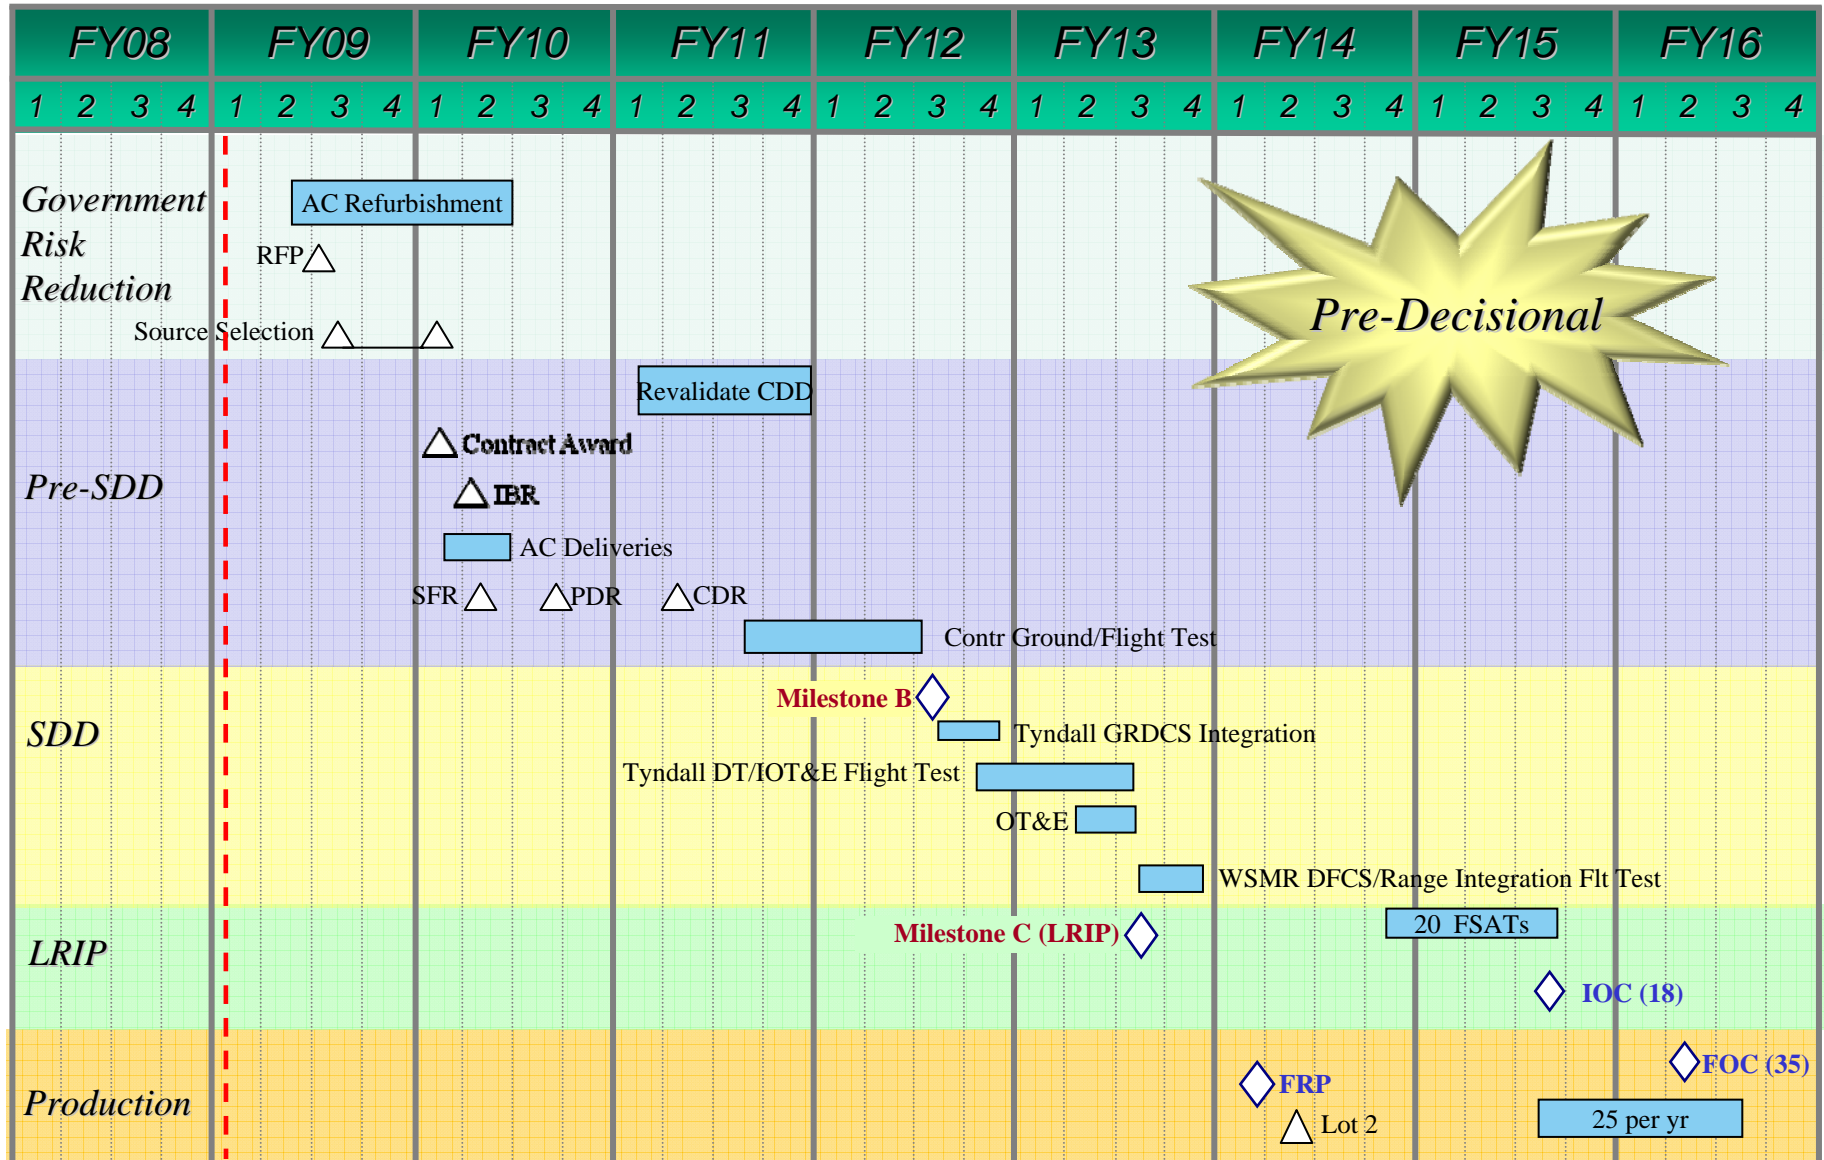 FY08 FY09 FY10 FY11 FY12 FY13 FY14 FY15 FY16
1 2 3 4 1 2 3 4 1 2 3 4 1 2 3 4 1 2 3 4 1 2 3 4 1 2 3 4 1 2 3 4 1 2 3 4
Government
Risk
Reduction
AC Refurbishment
RFP
Source Selection
Pre-Decisional
Pre-SDD
Revalidate CDD
Contract Award
IBR
AC Deliveries
SFR PDR CDR
Contr Ground/Flight Test
SDD
Milestone B
Tyndall GRDCS Integration
Tyndall DT/IOT&E Flight Test
OT&E
WSMR DFCS/Range Integration Flt Test
LRIP
20 FSATs
Milestone C (LRIP)
IOC (18)
Production
FOC (35)
FRP
Lot 2
25 per yr